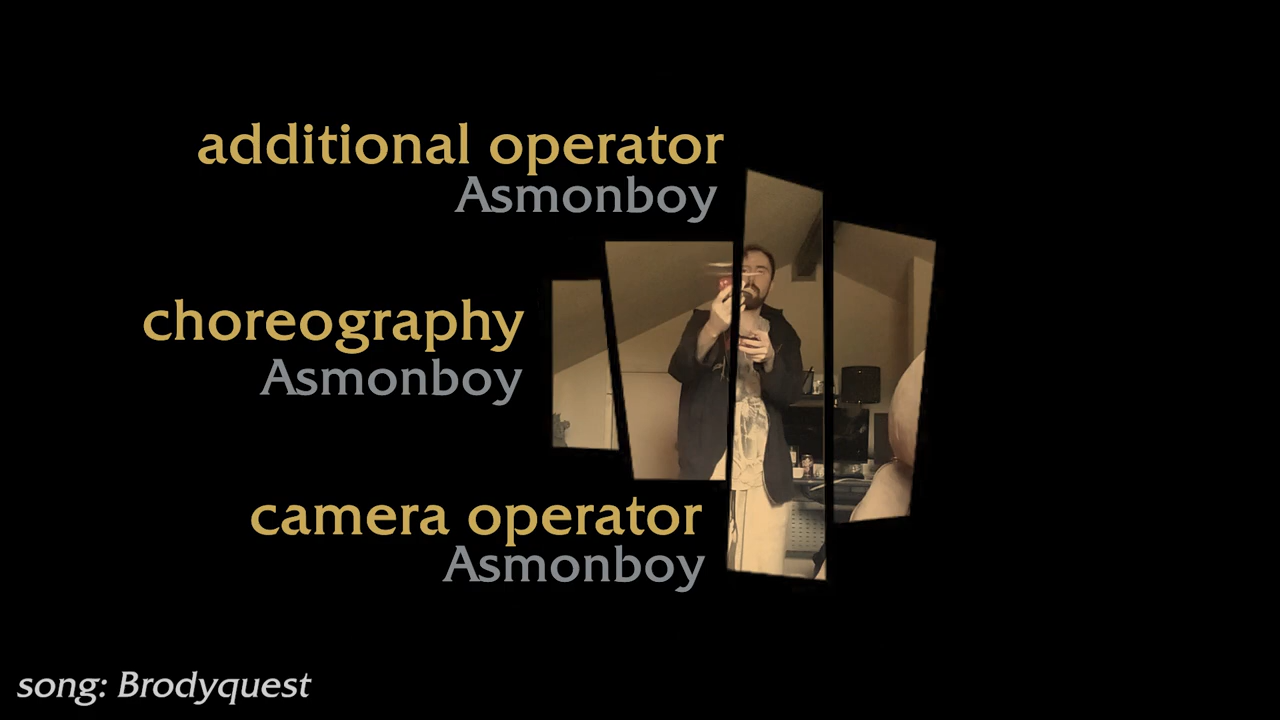 additional operator
Asmonboy
choreography
Asmonboy
camera operator
Asmonboy
song: Brodyquest